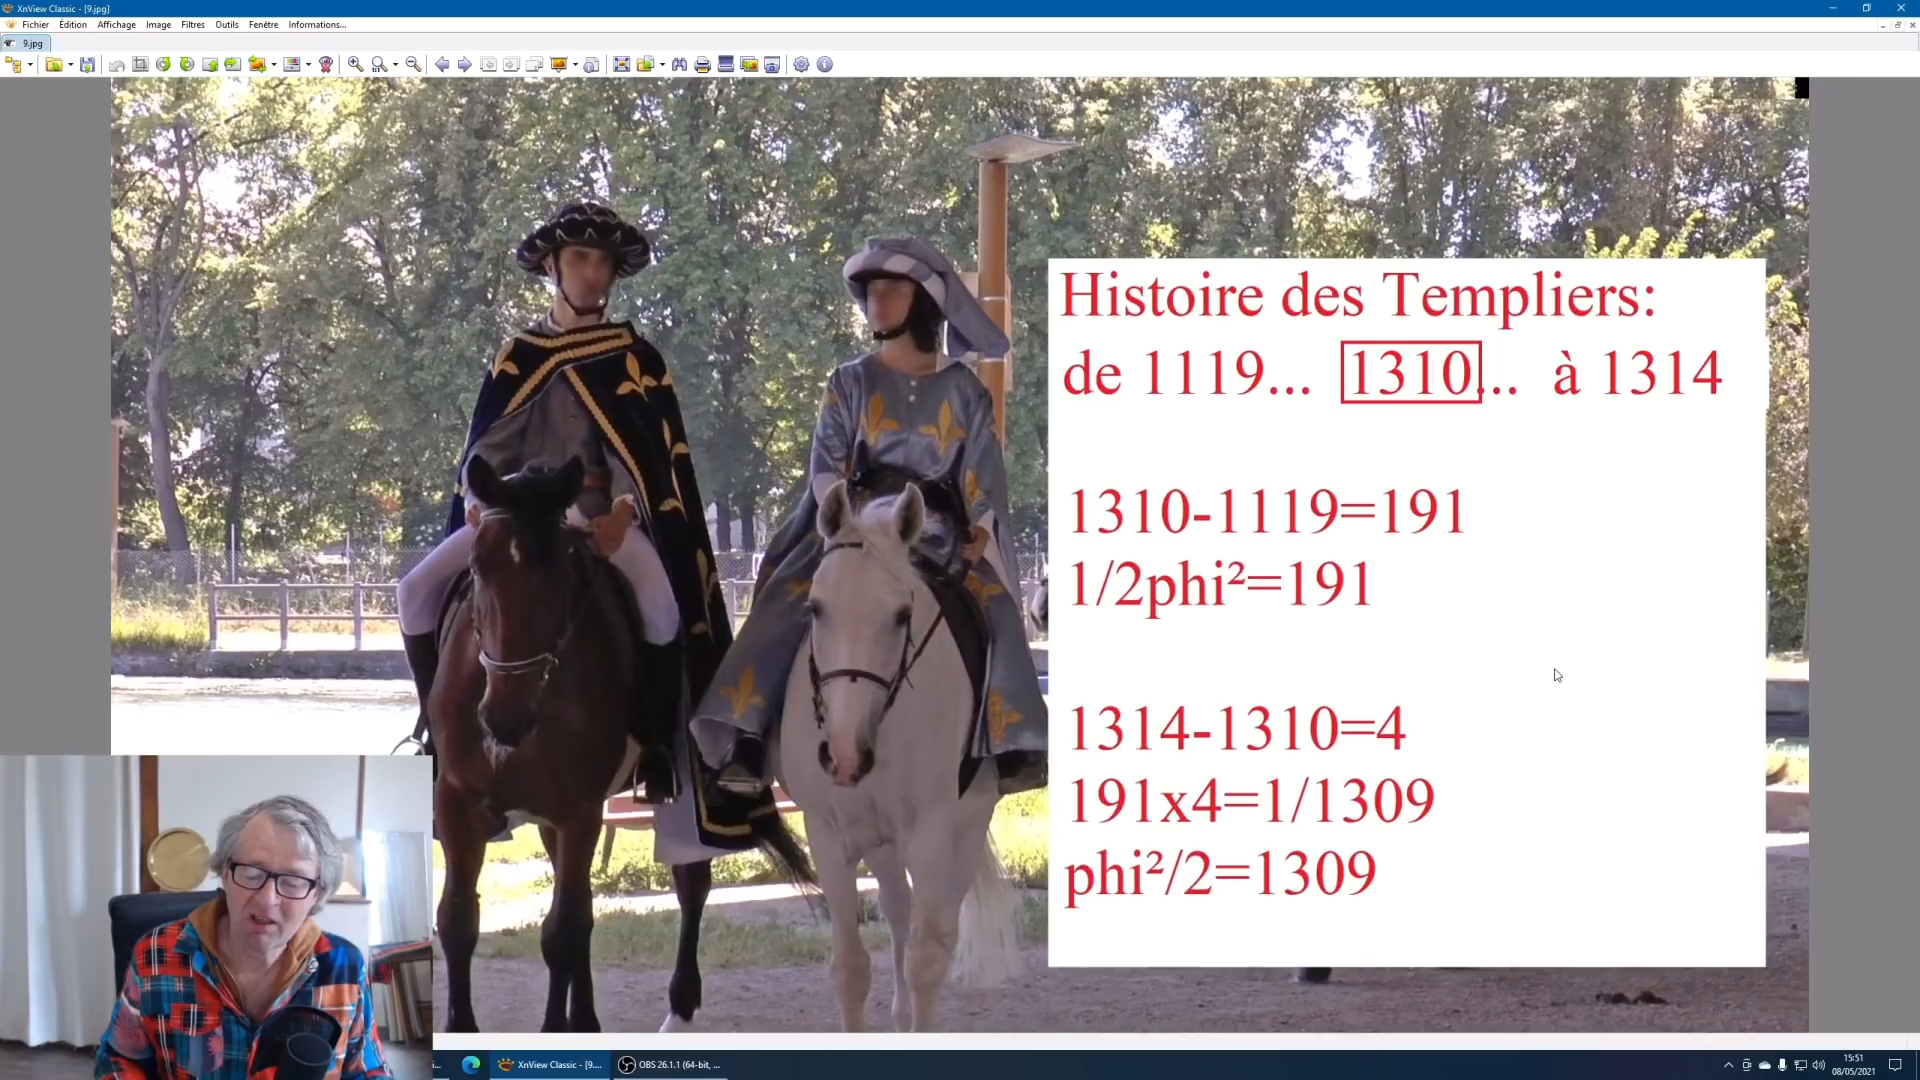 XnView Classic - [9.jpg]
Fichier Édition Affichage Image Filtres Outils Fenêtre Informations...
9.jpg
Histoire des Templiers:
de 1119... 1310... à 1314
1310-1119=191
1/2phi²=191
1314-1310=4
191x4=1/1309
phi²/2=1309
XnView Classic - [9....
OBS 26.1.1 (64-bit, ...
15:51
08/05/2021